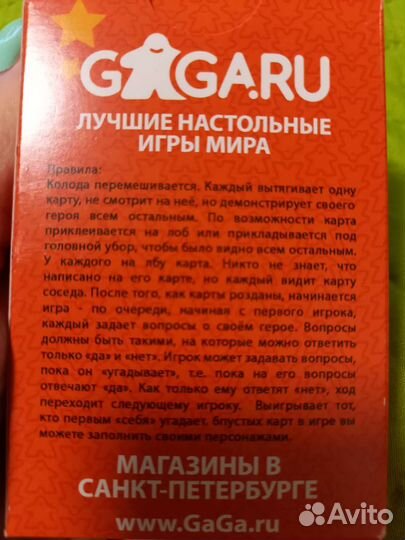 GAGA.RU
ЛУЧШИЕ НАСТОЛЬНЫЕ
ИГРЫ МИРА
Правила:
Колода перемешивается. Каждый вытягивает одну
карту, не смотрит на неё, но демонстрирует своего
героя всем остальным. По возможности карта
приклеивается на лоб или прикладывается под
головной убор, чтобы было видно всем остальным.
У каждого на лбу карта. Никто не знает, что
написано на его карте, но каждый видит карту
соседа. После того, как карты розданы, начинается
игра - по очереди, начиная с первого игрока,
каждый задает вопросы о своём герое. Вопросы
должны быть такими, на которые можно ответить
только «да» и «нет». Игрок может задавать вопросы,
пока он «угадывает», т.е. пока на его вопросы
отвечают «да». Как только ему ответят «нет», ход
переходит следующему игроку. Выигрывает тот,
кто первым «себя» угадает. 6пустых карт в игре вы
можете заполнить своими персонажами.
МАГАЗИНЫ В
САНКТ-ПЕТЕРБУРГЕ
www.GaGa.ru
Avito